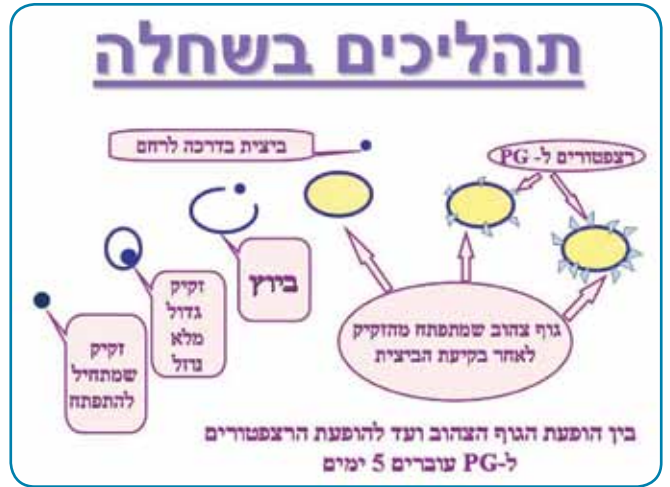 תהליכים בשחלה
ביצית בדרכה לרחם
רצפטורים ל- PG
ביוץ
זקיק
גדול
מלא
נוזל
זקיק
שמתחיל
להתפתח
גוף צהוב שמתפתח מהזקיק
לאחר בקיעת הביצית
בין הופעת הגוף הצהוב ועד להופעת הרצפטורים
ל-PG עוברים 5 ימים